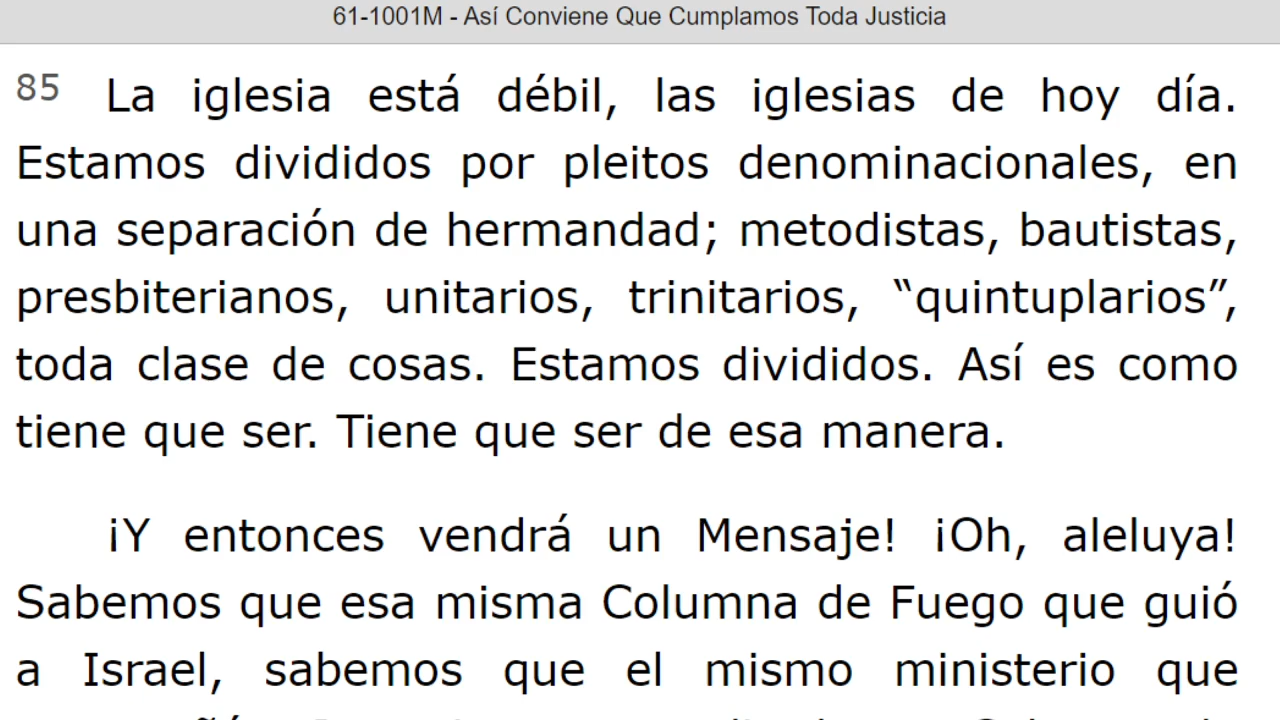 61-1001M - Así Conviene Que Cumplamos Toda Justicia
85 La iglesia está débil, las iglesias de hoy día.
Estamos divididos por pleitos denominacionales, en
una separación de hermandad; metodistas, bautistas,
presbiterianos, unitarios, trinitarios, “quintuplarios”,
toda clase de cosas. Estamos divididos. Así es como
tiene que ser. Tiene que ser de esa manera.
¡Y entonces vendrá un Mensaje! ¡Oh, aleluya!
Sabemos que esa misma Columna de Fuego que guió
a Israel, sabemos que el mismo ministerio que